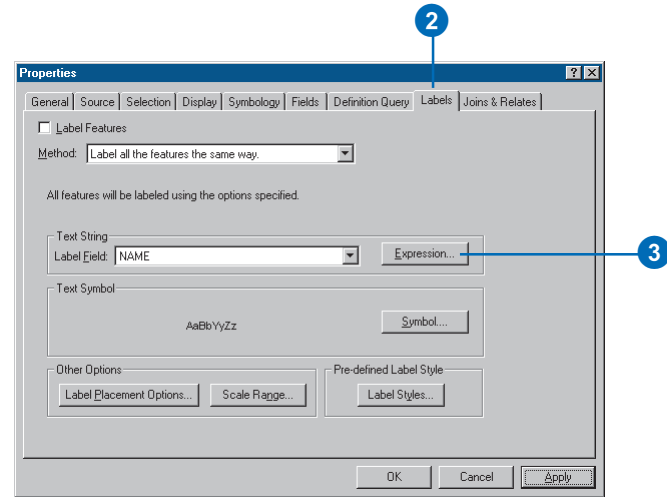 2
Properties
General Source Selection Display Symbology Fields Definition Query Labels Joins & Relates
Label Features
Method: Label all the features the same way.
All features will be labeled using the options specified.
Text String
Label Field: NAME Expression... 3
Text Symbol
AaBbYyZz Symbol....
Other Options Pre-defined Label Style
Label Placement Options... Scale Range... Label Styles...
OK Cancel Apply